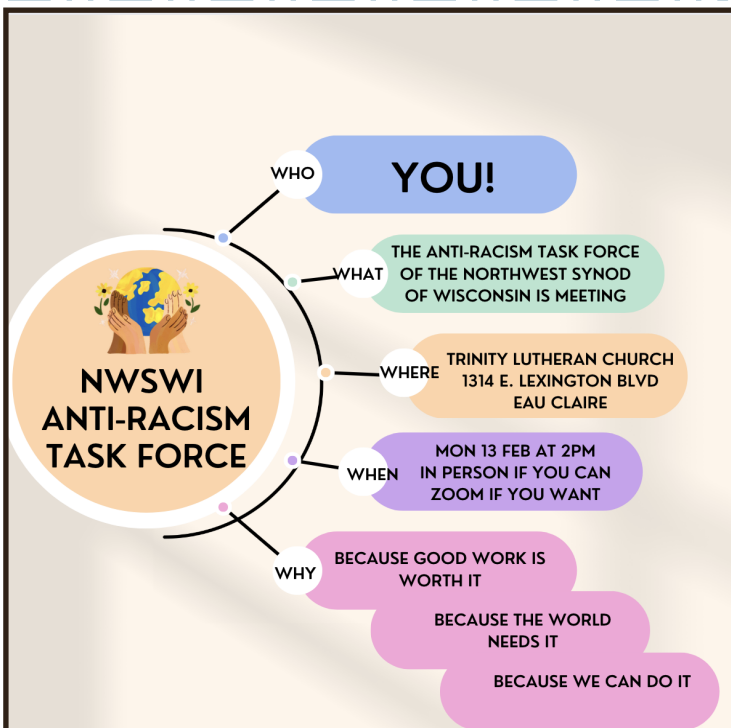 NWSWI
ANTI-RACISM
TASK FORCE
WHO
YOU!
WHAT
THE ANTI-RACISM TASK FORCE
OF THE NORTHWEST SYNOD
OF WISCONSIN IS MEETING
WHERE
TRINITY LUTHERAN CHURCH
1314 E. LEXINGTON BLVD
EAU CLAIRE
WHEN
MON 13 FEB AT 2PM
IN PERSON IF YOU CAN
ZOOM IF YOU WANT
WHY
BECAUSE GOOD WORK IS
WORTH IT
BECAUSE THE WORLD
NEEDS IT
BECAUSE WE CAN DO IT